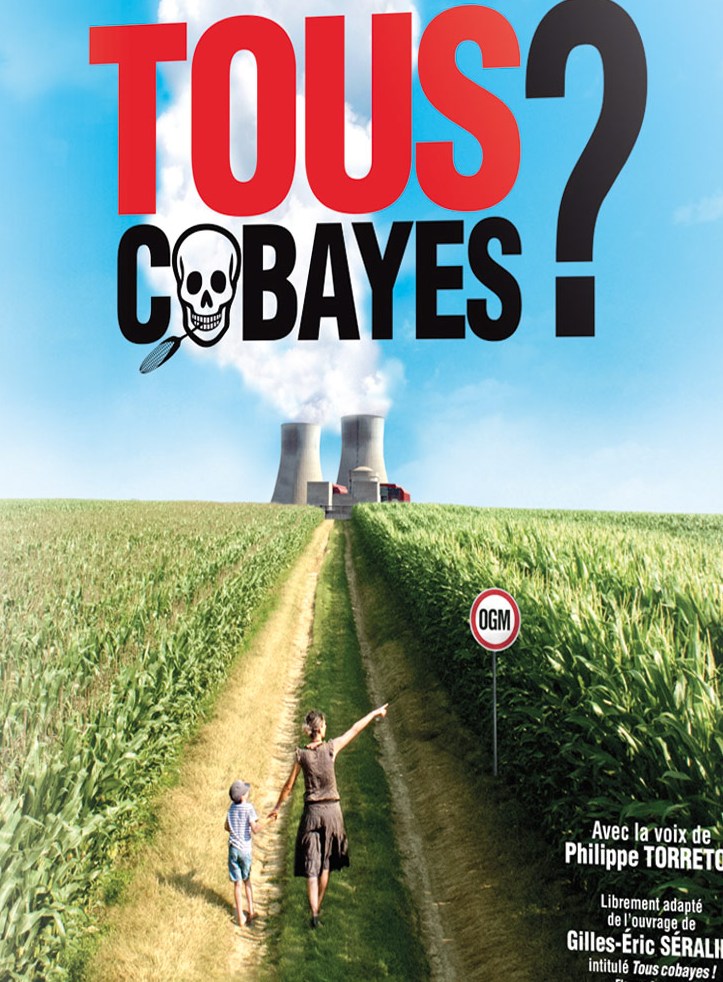 TOUS ?
COBAYES
OGM
Avec la voix de
Philippe TORRETO
Librement adapté
de l'ouvrage de
Gilles-Éric SÉRALI
intitulé Tous cobayes !